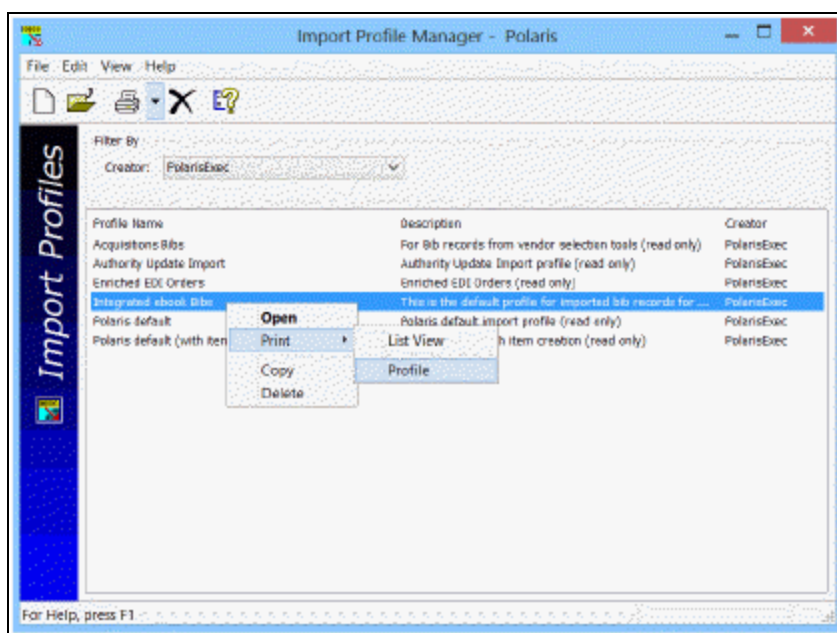 Import Profile Manager - Polaris
File Edit View Help
Import Profiles
Filter By
Creator: PolarisExec
Profile Name Description Creator
Acquisitions Bibs For Bib records from vendor selection tools (read only) PolarisExec
Authority Update Import Authority Update Import profile (read only) PolarisExec
Enriched EDI Orders Enriched EDI Orders (read only) PolarisExec
Integrated ebook Bibs This is the default profile for imported bib records for ... PolarisExec
Polaris default Polaris default import profile (read only) PolarisExec
Polaris default (with iten h item creation (read only) PolarisExec
Open
Print List View
Copy Profile
Delete
For Help, press F1